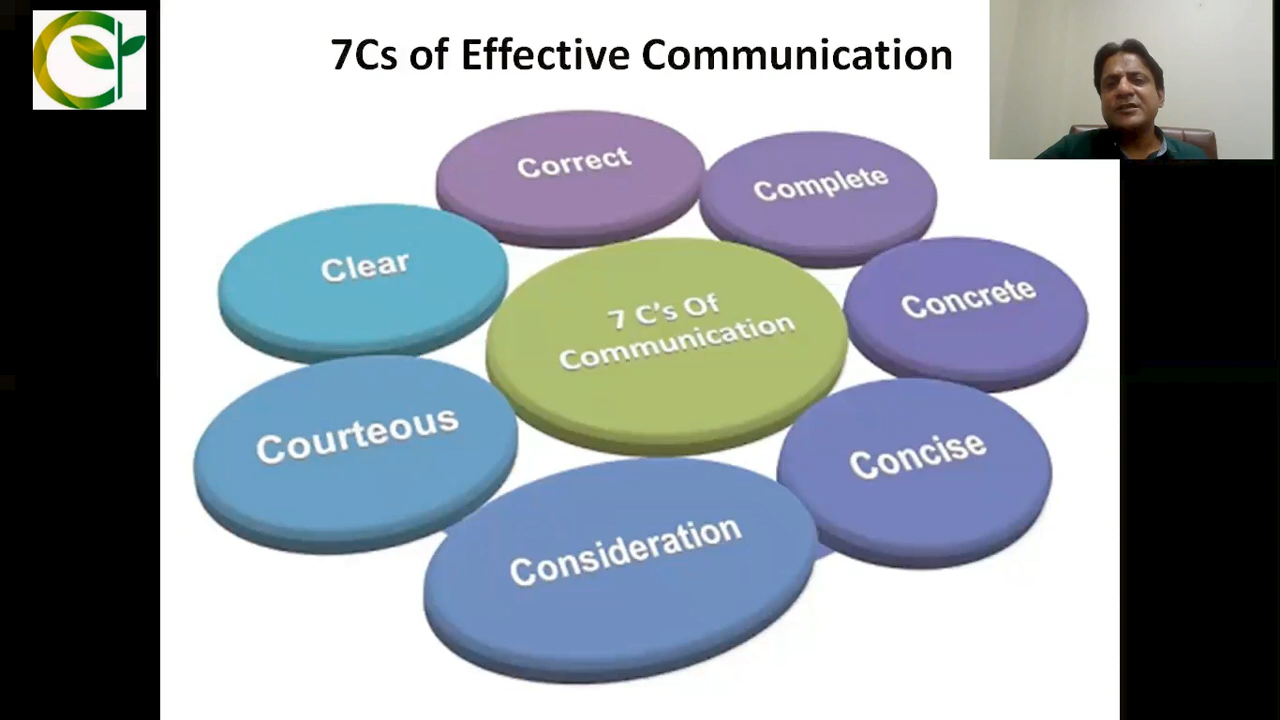 7Cs of Effective Communication
Correct
Complete
Clear
Concrete
7 C's Of
Communication
Courteous
Concise
Consideration